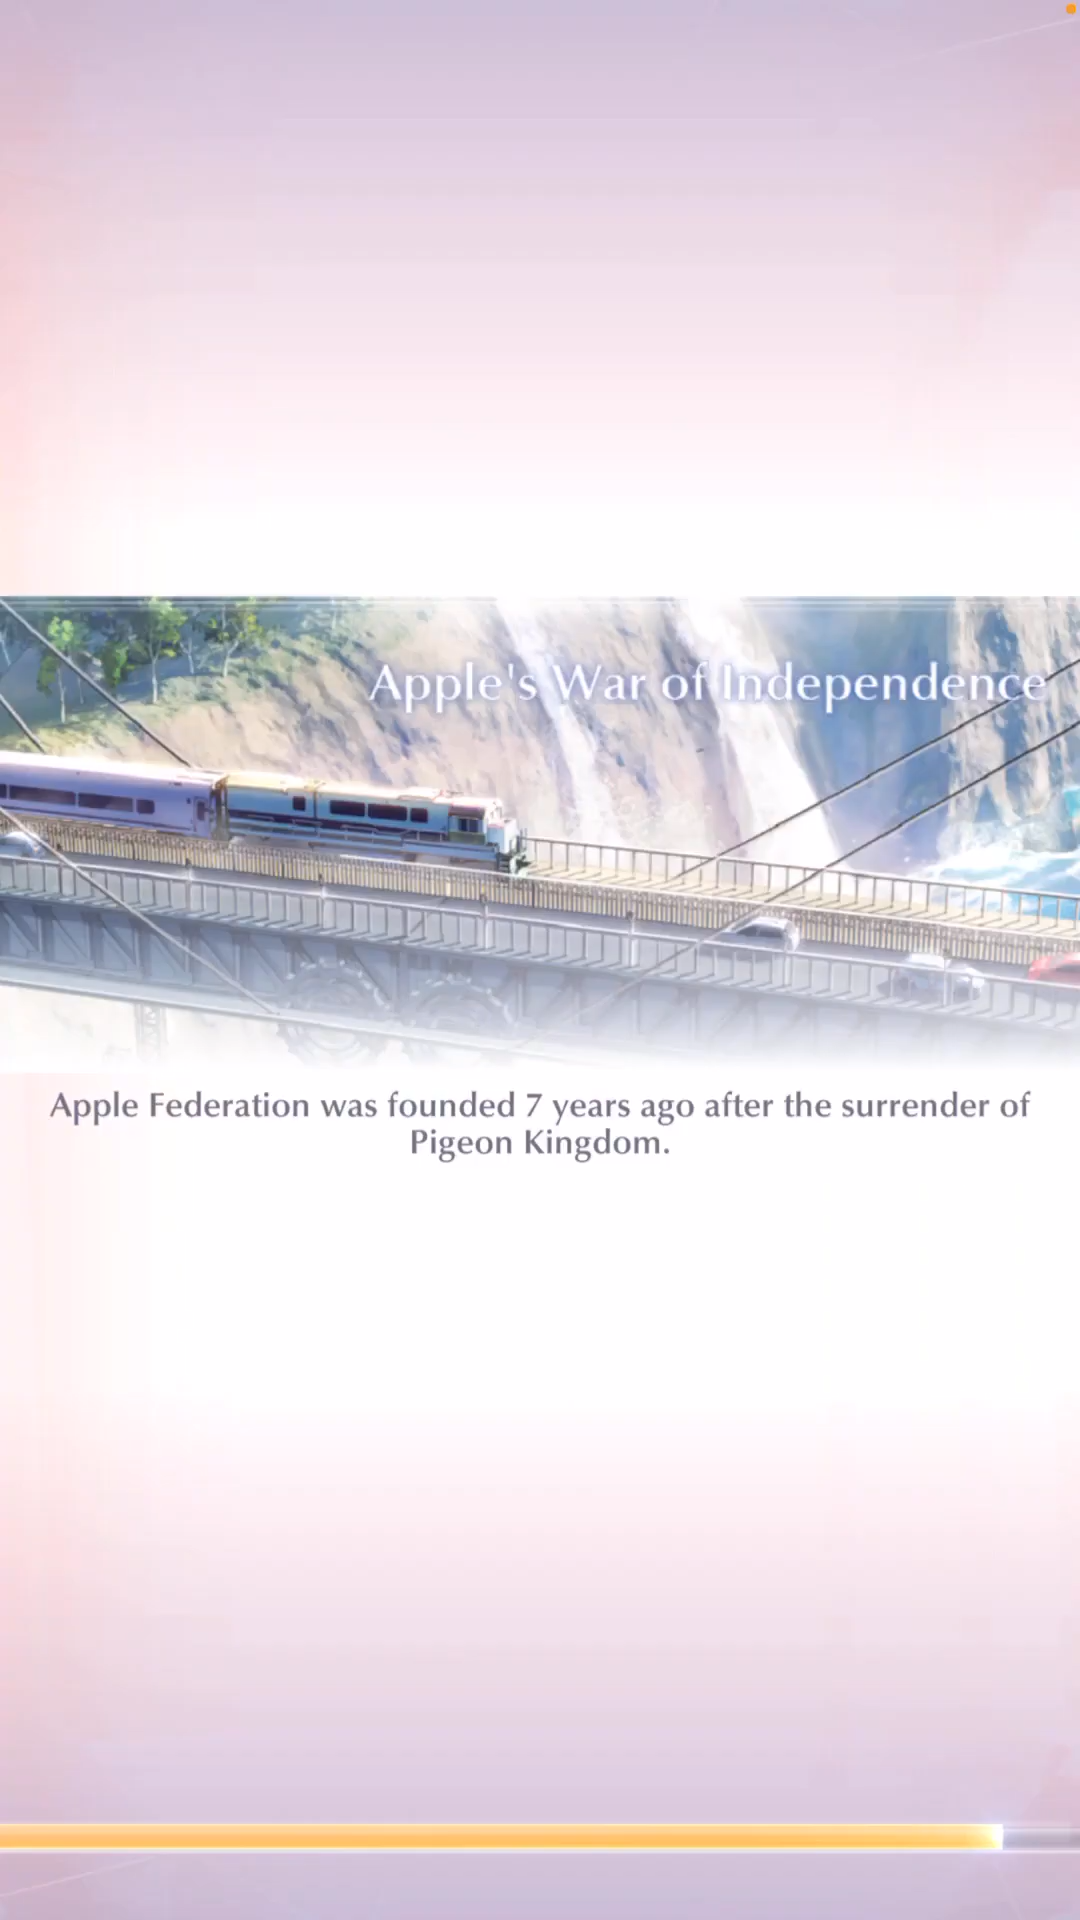 Apple's War of Independence
Apple Federation was founded 7 years ago after the surrender of
Pigeon Kingdom.